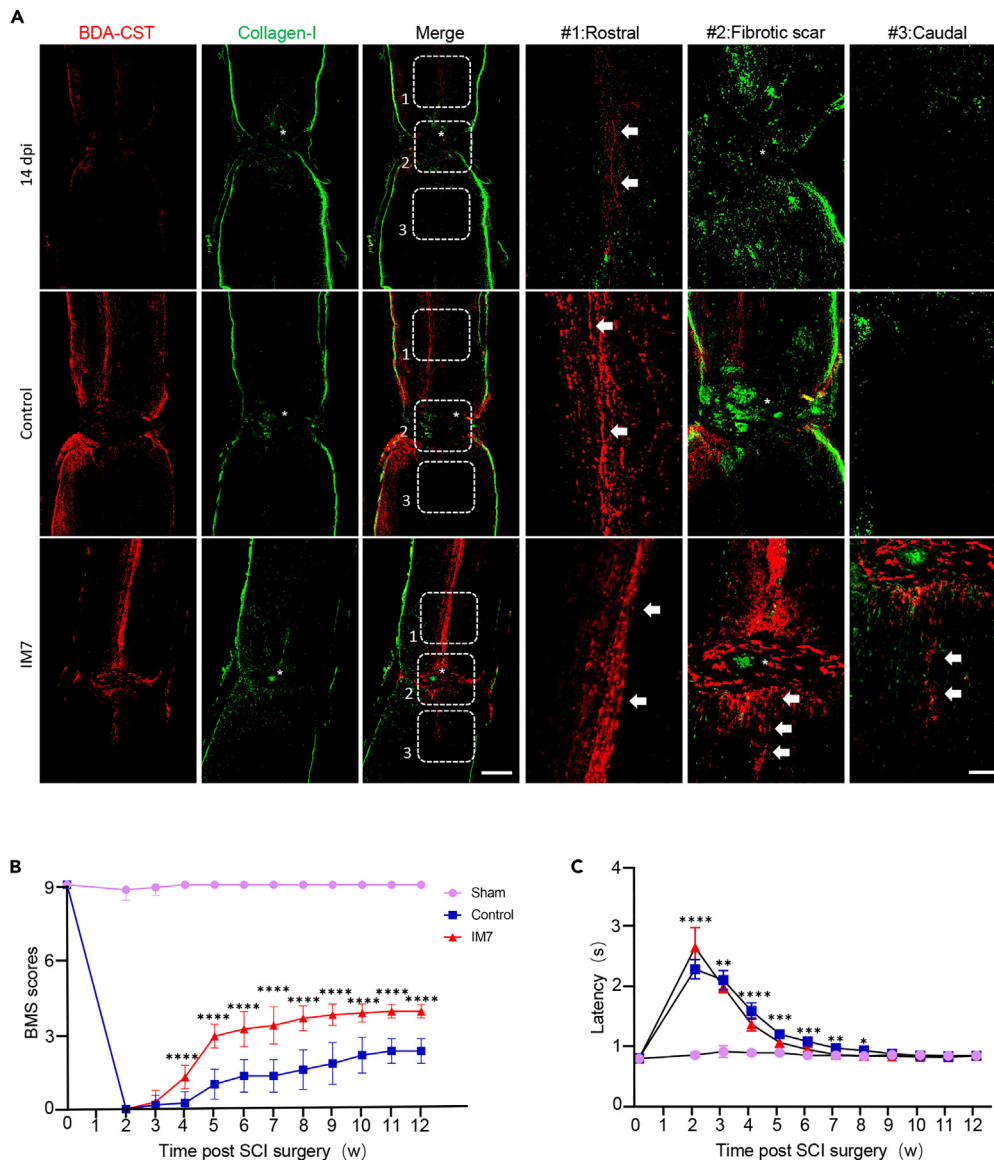 A
BDA-CST Collagen-I Merge #1:Rostral #2:Fibrotic scar #3:Caudal
14 dpi
1
*
*
*
2
3
Control
1
*
*
*
2
3
IM7
1
*
*
*
2
3
B
9
6
3
0
BMS scores
Sham
Control
IM7
**** **** **** **** **** **** **** **** ****
0 1 2 3 4 5 6 7 8 9 10 11 12
Time post SCI surgery (w)
C
4
3
2
1
0
Latency (s)
**** ** **** *** *** ** *
0 1 2 3 4 5 6 7 8 9 10 11 12
Time post SCI surgery (w)